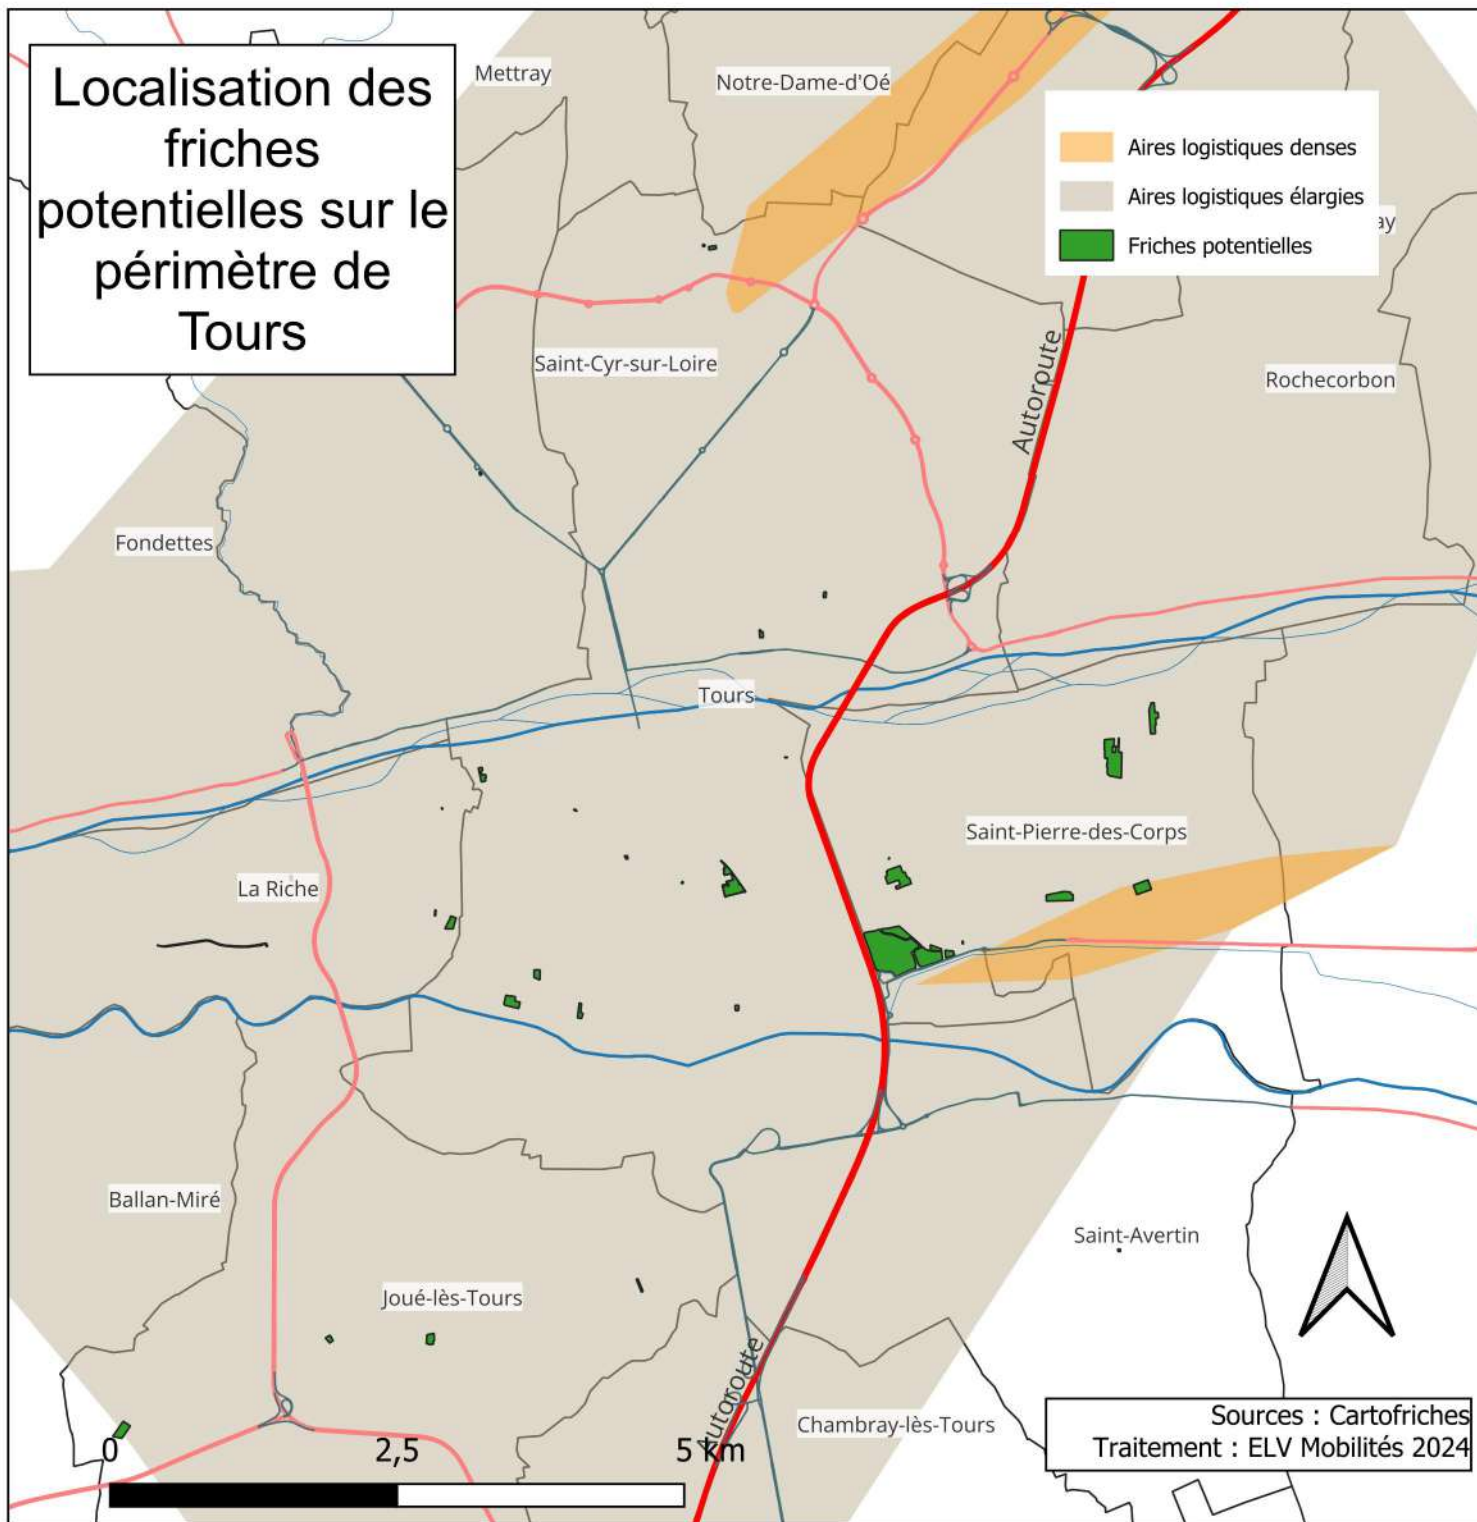 Localisation des
friches
potentielles sur le
périmètre de
Tours
Mettray
Notre-Dame-d'Oé
Aires logistiques denses
Aires logistiques élargies
Friches potentielles
ay
Saint-Cyr-sur-Loire
Autoroute
Rochecorbon
Fondettes
Tours
Saint-Pierre-des-Corps
La Riche
Ballan-Miré
Saint-Avertin
Joué-lès-Tours
Autoroute
Chambray-lès-Tours
0 2,5 5 km
Sources : Cartofriches
Traitement : ELV Mobilités 2024